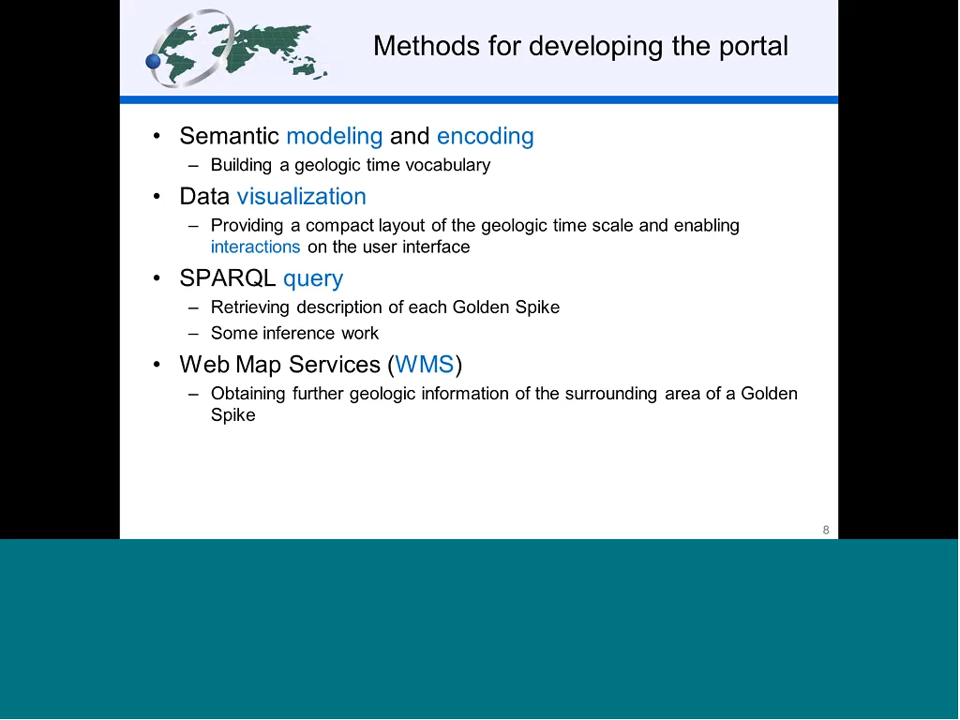 Methods for developing the portal
• Semantic modeling and encoding
– Building a geologic time vocabulary
• Data visualization
– Providing a compact layout of the geologic time scale and enabling
interactions on the user interface
• SPARQL query
– Retrieving description of each Golden Spike
– Some inference work
• Web Map Services (WMS)
– Obtaining further geologic information of the surrounding area of a Golden
Spike
8